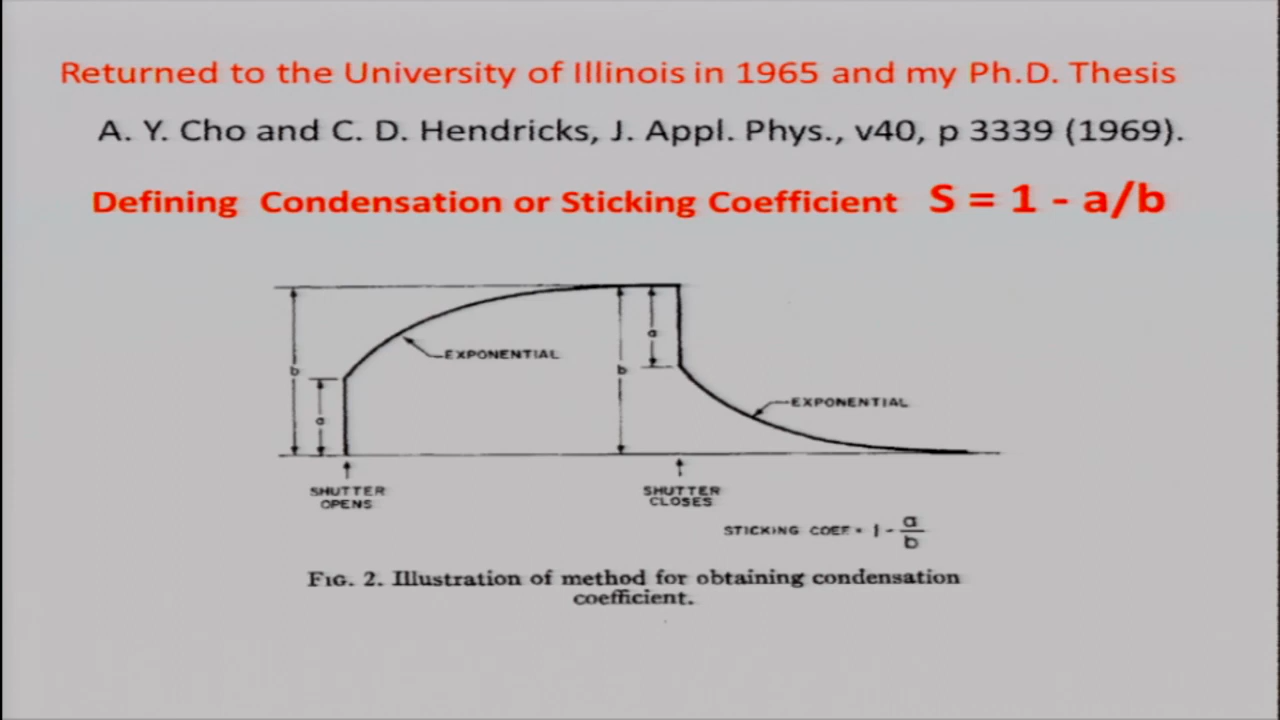 Returned to the University of Illinois in 1965 and my Ph.D. Thesis
A. Y. Cho and C. D. Hendricks, J. Appl. Phys., v40, p 3339 (1969).
Defining Condensation or Sticking Coefficient S = 1 - a/b
b
a
EXPONENTIAL
b
a
EXPONENTIAL
SHUTTER
OPENS
SHUTTER
CLOSES
STICKING COEF = 1 - a/b
FIG. 2. Illustration of method for obtaining condensation
coefficient.